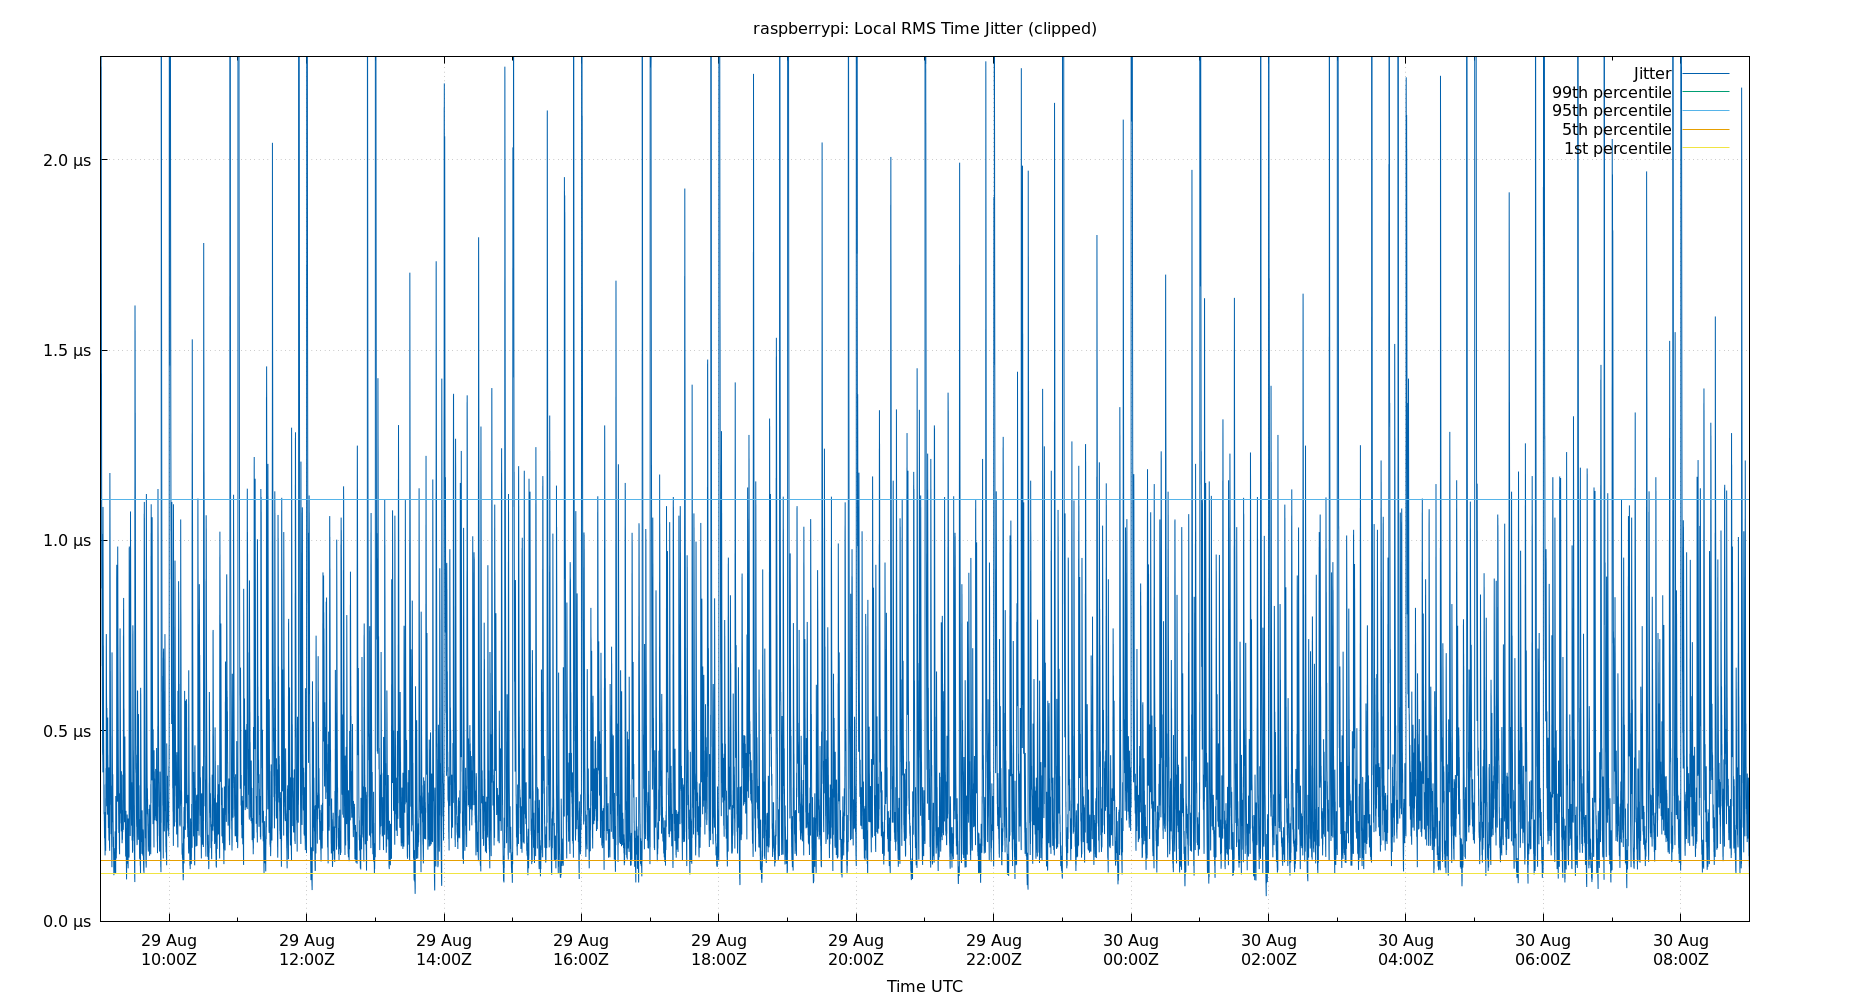 raspberrypi: Local RMS Time Jitter (clipped)
Jitter
99th percentile
95th percentile
5th percentile
1st percentile
2.0 µs
1.5 µs
1.0 µs
0.5 µs
0.0 µs
29 Aug 29 Aug 29 Aug 29 Aug 29 Aug 29 Aug 29 Aug 30 Aug 30 Aug 30 Aug 30 Aug 30 Aug
10:00Z 12:00Z 14:00Z 16:00Z 18:00Z 20:00Z 22:00Z 00:00Z 02:00Z 04:00Z 06:00Z 08:00Z
Time UTC